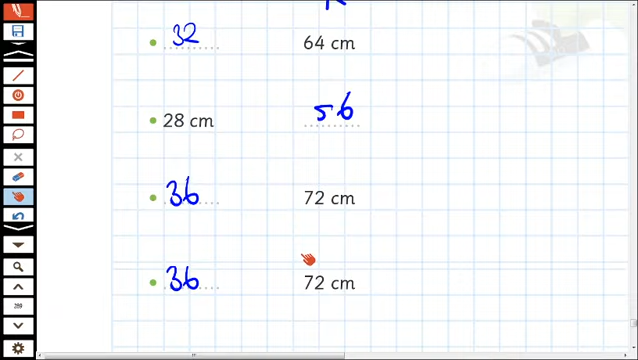 • 32 64 cm
• 28 cm 56
• 36 72 cm
• 36 72 cm